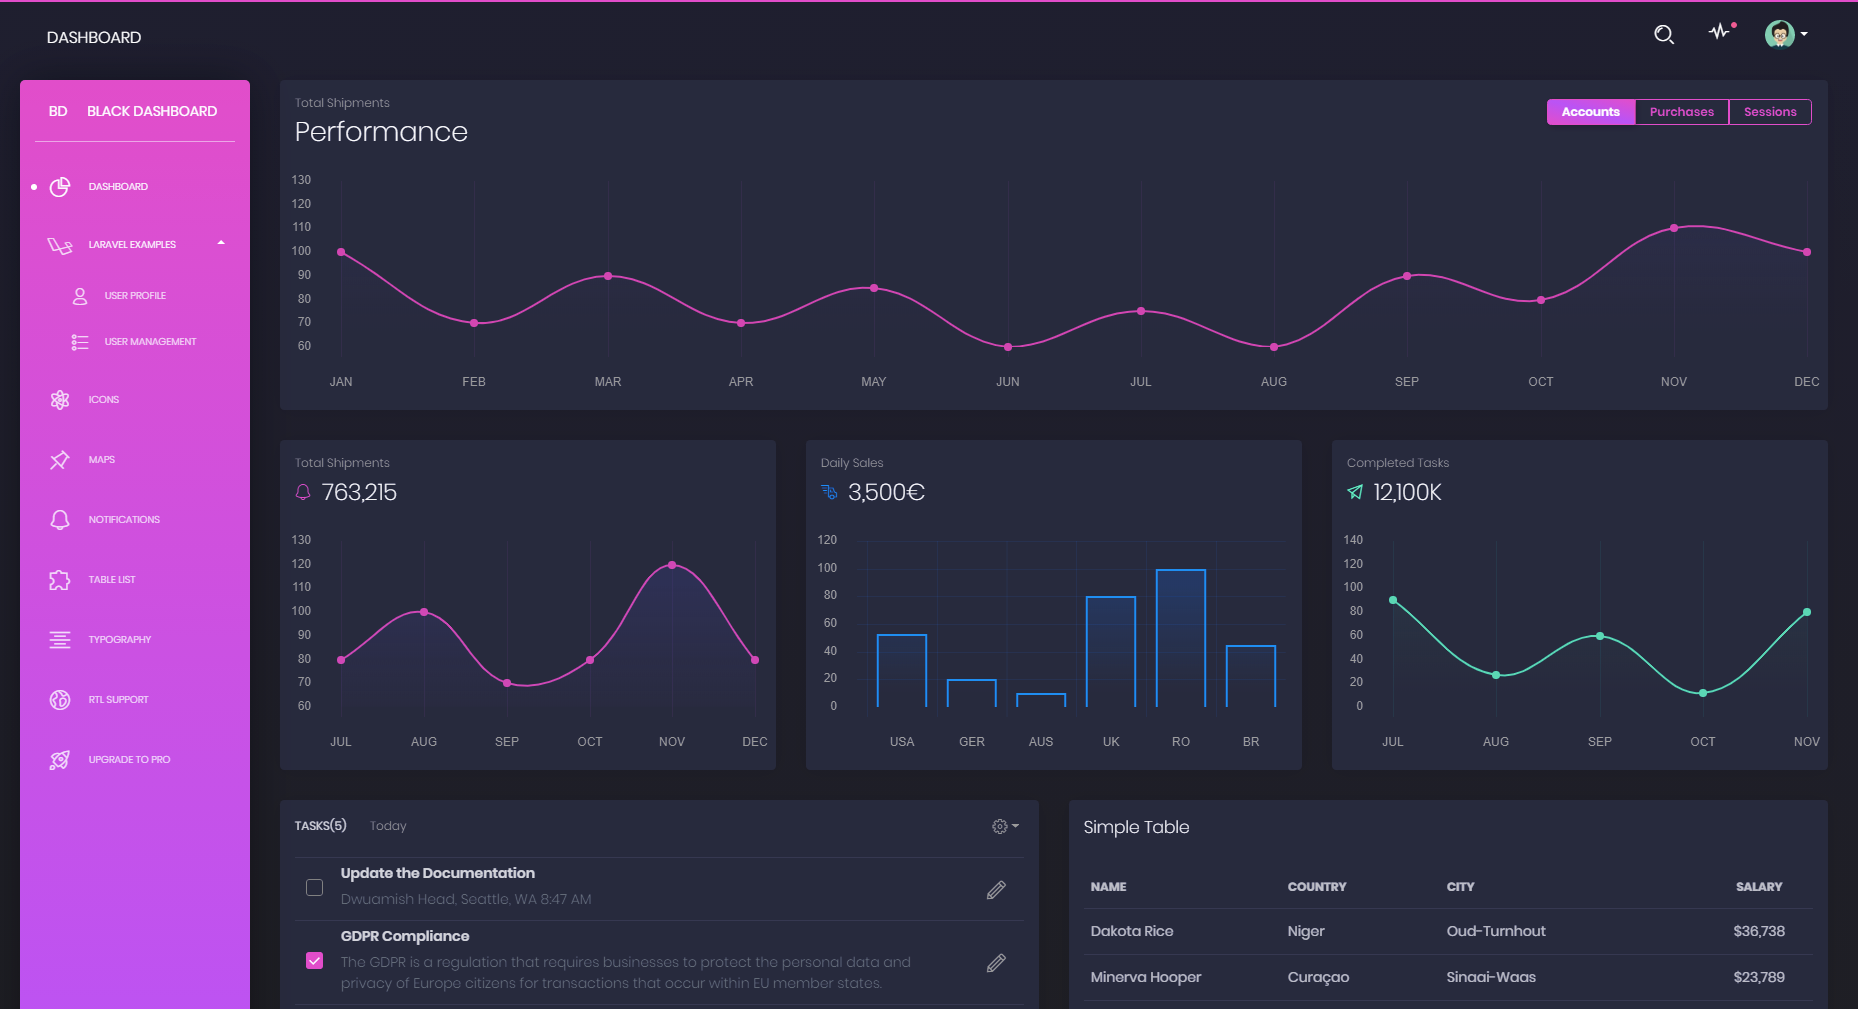 DASHBOARD
BD BLACK DASHBOARD
DASHBOARD
LARAVEL EXAMPLES
USER PROFILE
USER MANAGEMENT
ICONS
MAPS
NOTIFICATIONS
TABLE LIST
TYPOGRAPHY
RTL SUPPORT
UPGRADE TO PRO
Total Shipments
Performance
Accounts Purchases Sessions
130
120
110
100
90
80
70
60
JAN FEB MAR APR MAY JUN JUL AUG SEP OCT NOV DEC
Total Shipments
763,215
130
120
110
100
90
80
70
60
JUL AUG SEP OCT NOV DEC
Daily Sales
3,500€
120
100
80
60
40
20
0
USA GER AUS UK RO BR
Completed Tasks
12,100K
140
120
100
80
60
40
20
0
JUL AUG SEP OCT NOV
TASKS(5) Today
Update the Documentation
Dwuamish Head, Seattle, WA 8:47 AM
GDPR Compliance
The GDPR is a regulation that requires businesses to protect the personal data and
privacy of Europe citizens for transactions that occur within EU member states.
Simple Table
NAME COUNTRY CITY SALARY
Dakota Rice Niger Oud-Turnhout $36,738
Minerva Hooper Curaçao Sinaai-Waas $23,789